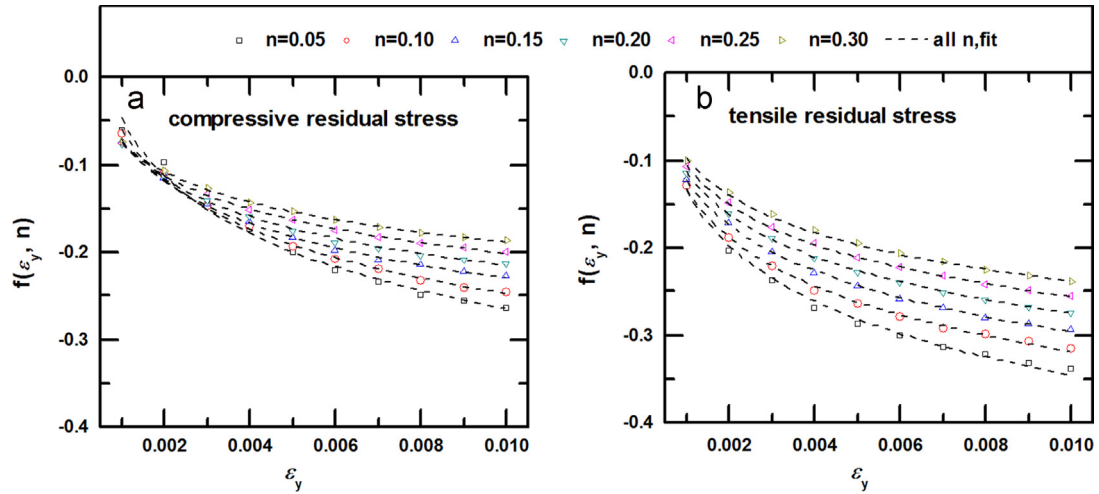 n=0.05 n=0.10 n=0.15 n=0.20 n=0.25 n=0.30 all n,fit
a
compressive residual stress
0.0
-0.1
-0.2
-0.3
-0.4
f(εy, n)
0.002 0.004 0.006 0.008 0.010
εy
b
tensile residual stress
0.0
-0.1
-0.2
-0.3
-0.4
f(εy, n)
0.002 0.004 0.006 0.008 0.010
εy